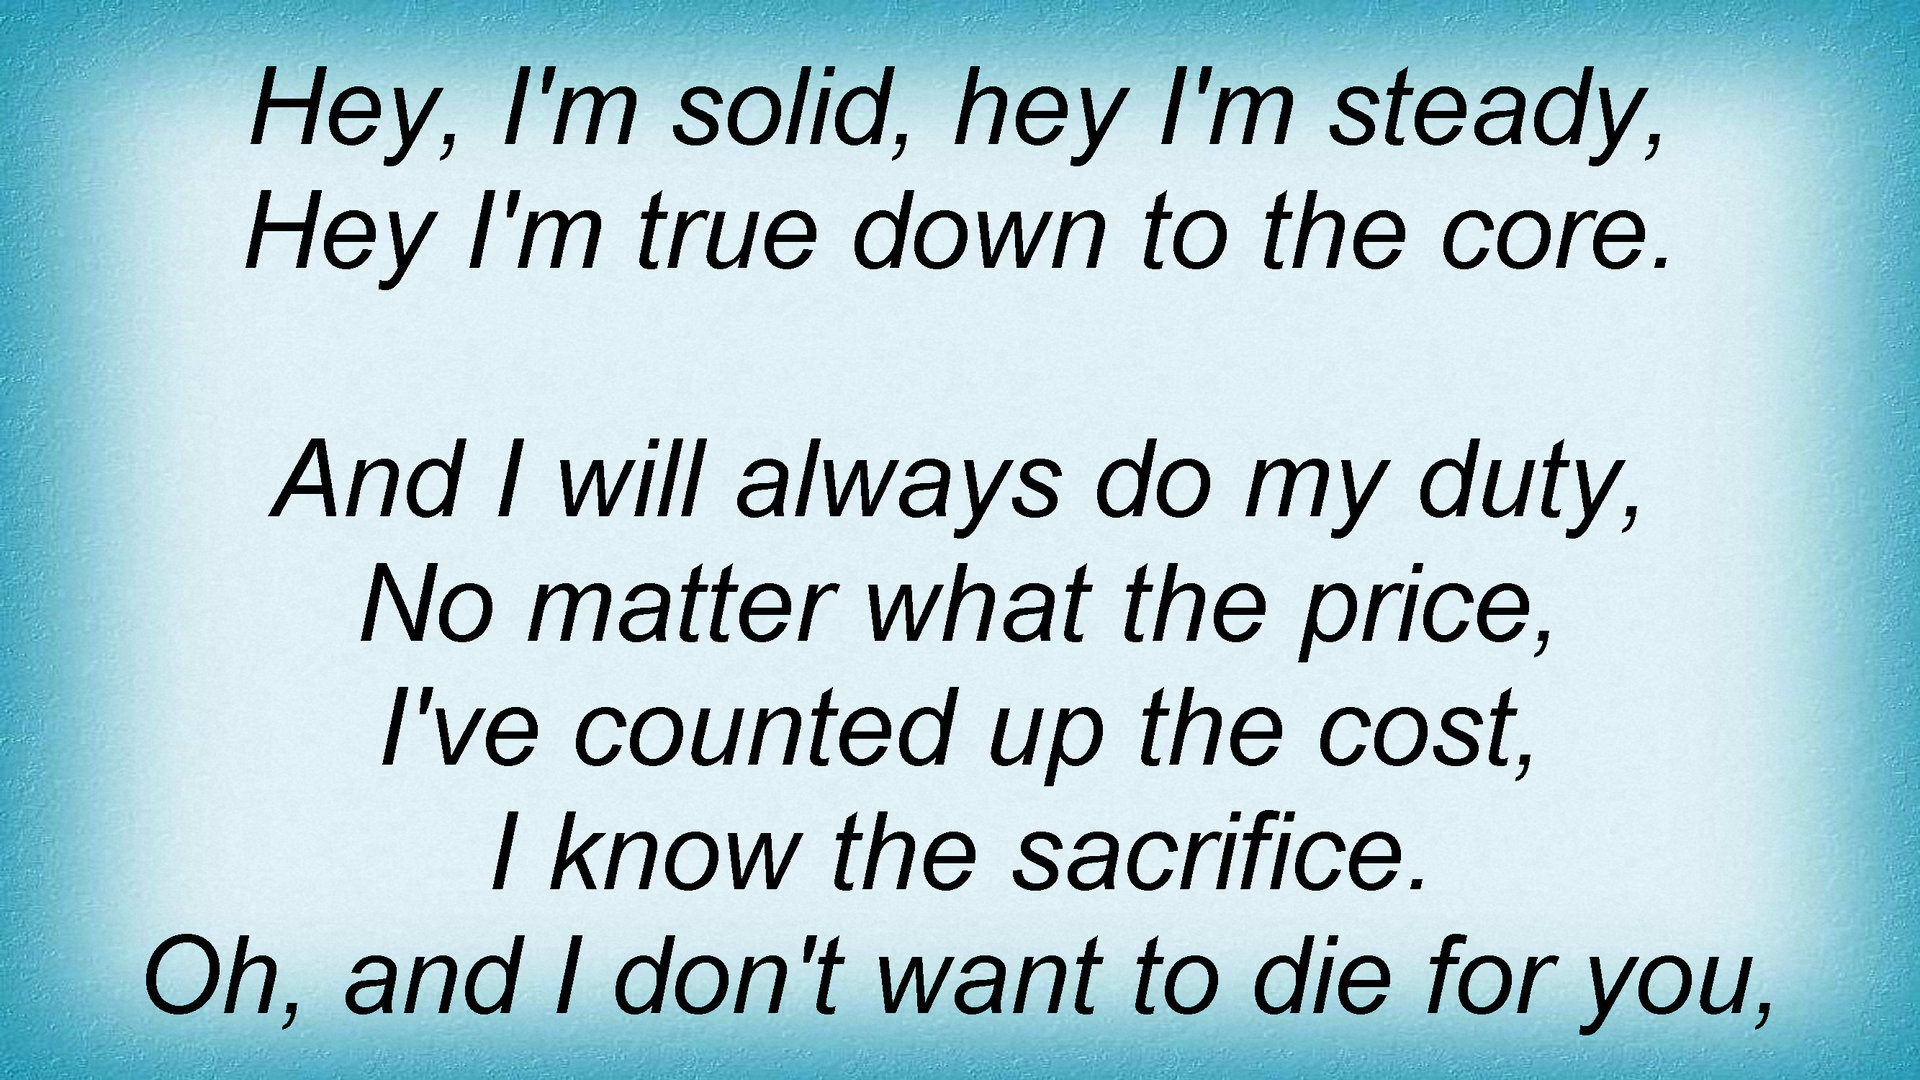 Hey, I'm solid, hey I'm steady,
Hey I'm true down to the core.
And I will always do my duty,
No matter what the price,
I've counted up the cost,
I know the sacrifice.
Oh, and I don't want to die for you,